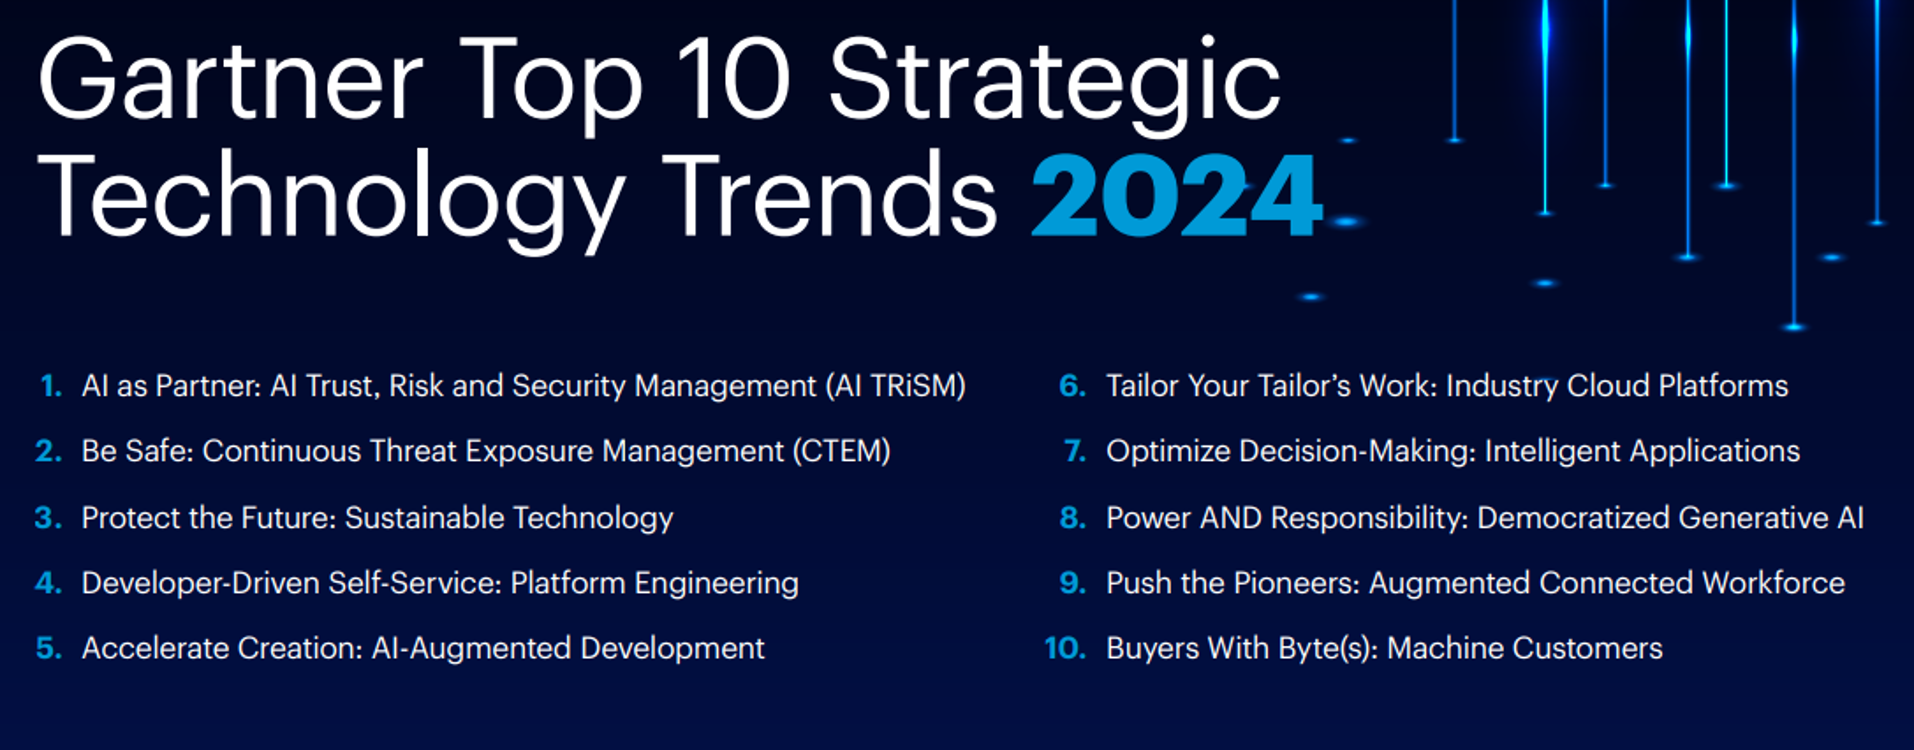 Gartner Top 10 Strategic
Technology Trends 2024
1. AI as Partner: AI Trust, Risk and Security Management (AI TRiSM)
2. Be Safe: Continuous Threat Exposure Management (CTEM)
3. Protect the Future: Sustainable Technology
4. Developer-Driven Self-Service: Platform Engineering
5. Accelerate Creation: AI-Augmented Development
6. Tailor Your Tailor’s Work: Industry Cloud Platforms
7. Optimize Decision-Making: Intelligent Applications
8. Power AND Responsibility: Democratized Generative AI
9. Push the Pioneers: Augmented Connected Workforce
10. Buyers With Byte(s): Machine Customers